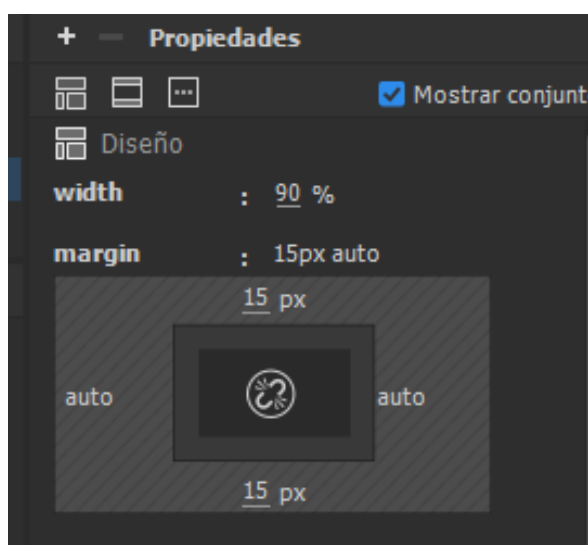 + — Propiedades
Mostrar conjunt
Diseño
width : 90 %
margin : 15px auto
15 px
auto auto
15 px